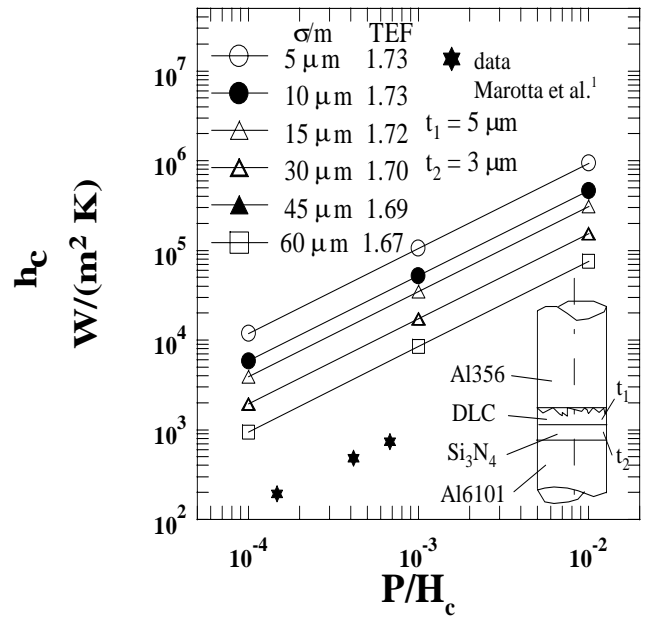 σ/m TEF
5 μm 1.73
10 μm 1.73
15 μm 1.72
30 μm 1.70
45 μm 1.69
60 μm 1.67
data
Marotta et al.¹
t₁ = 5 μm
t₂ = 3 μm
h_c
W/(m² K)
10⁷
10⁶
10⁵
10⁴
10³
10²
10⁻⁴ 10⁻³ 10⁻²
P/H_c
Al356
DLC
Si₃N₄
Al6101
t₁
t₂